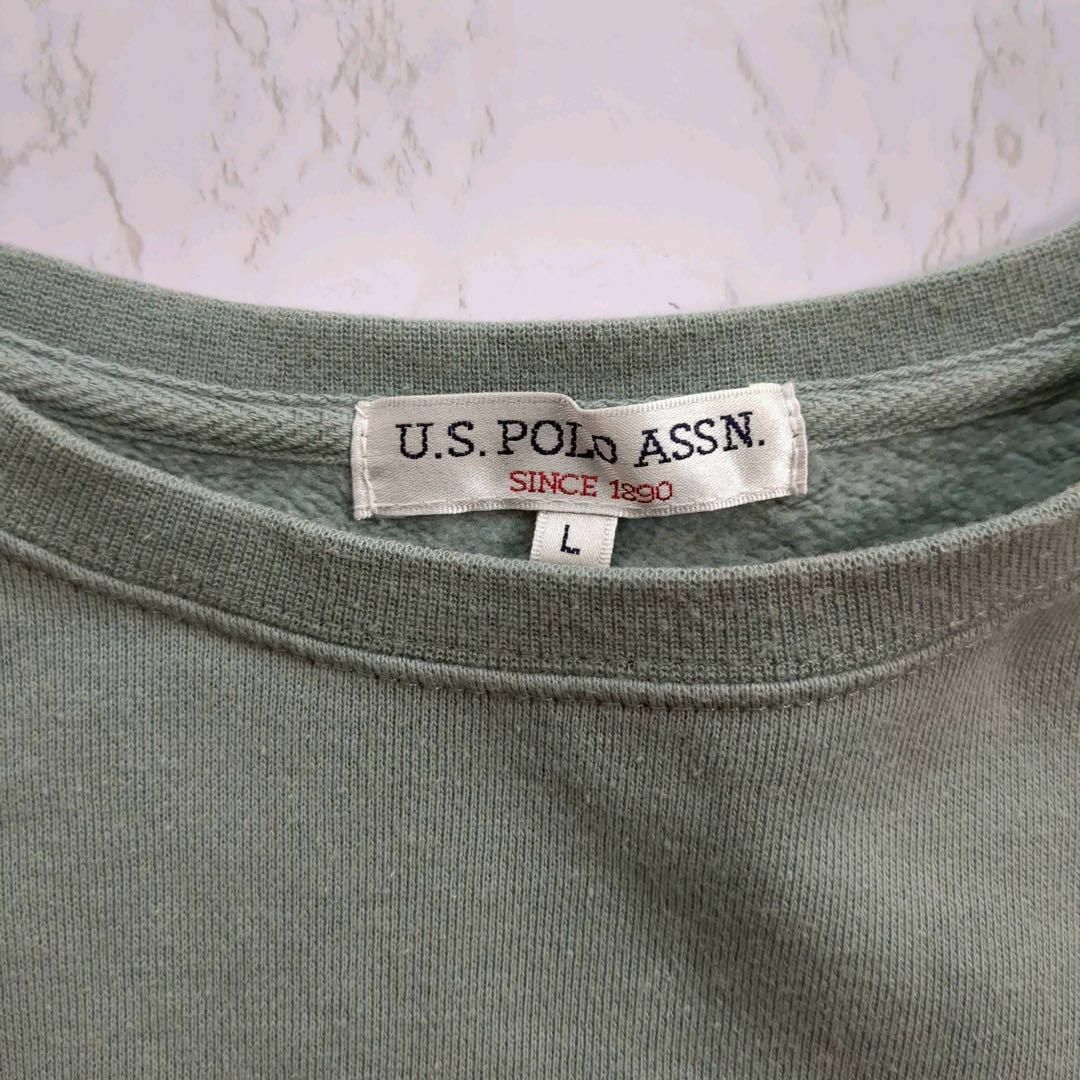 U.S. POLO ASSN.
SINCE 1890
L